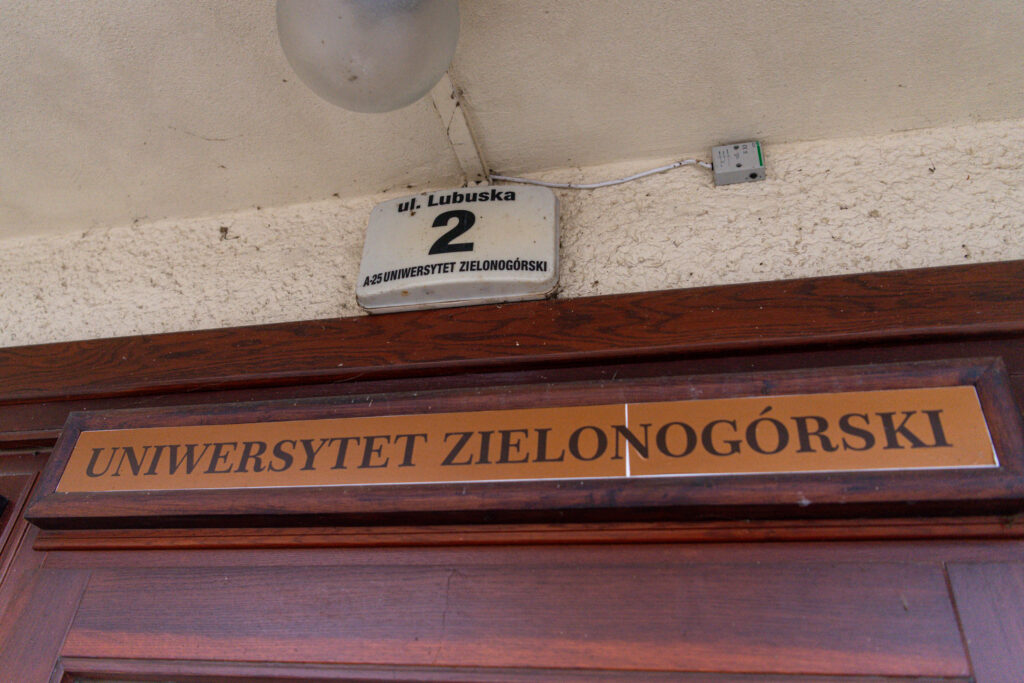 ul. Lubuska
2
A-25 UNIWERSYTET ZIELONOGÓRSKI
UNIWERSYTET ZIELONOGÓRSKI